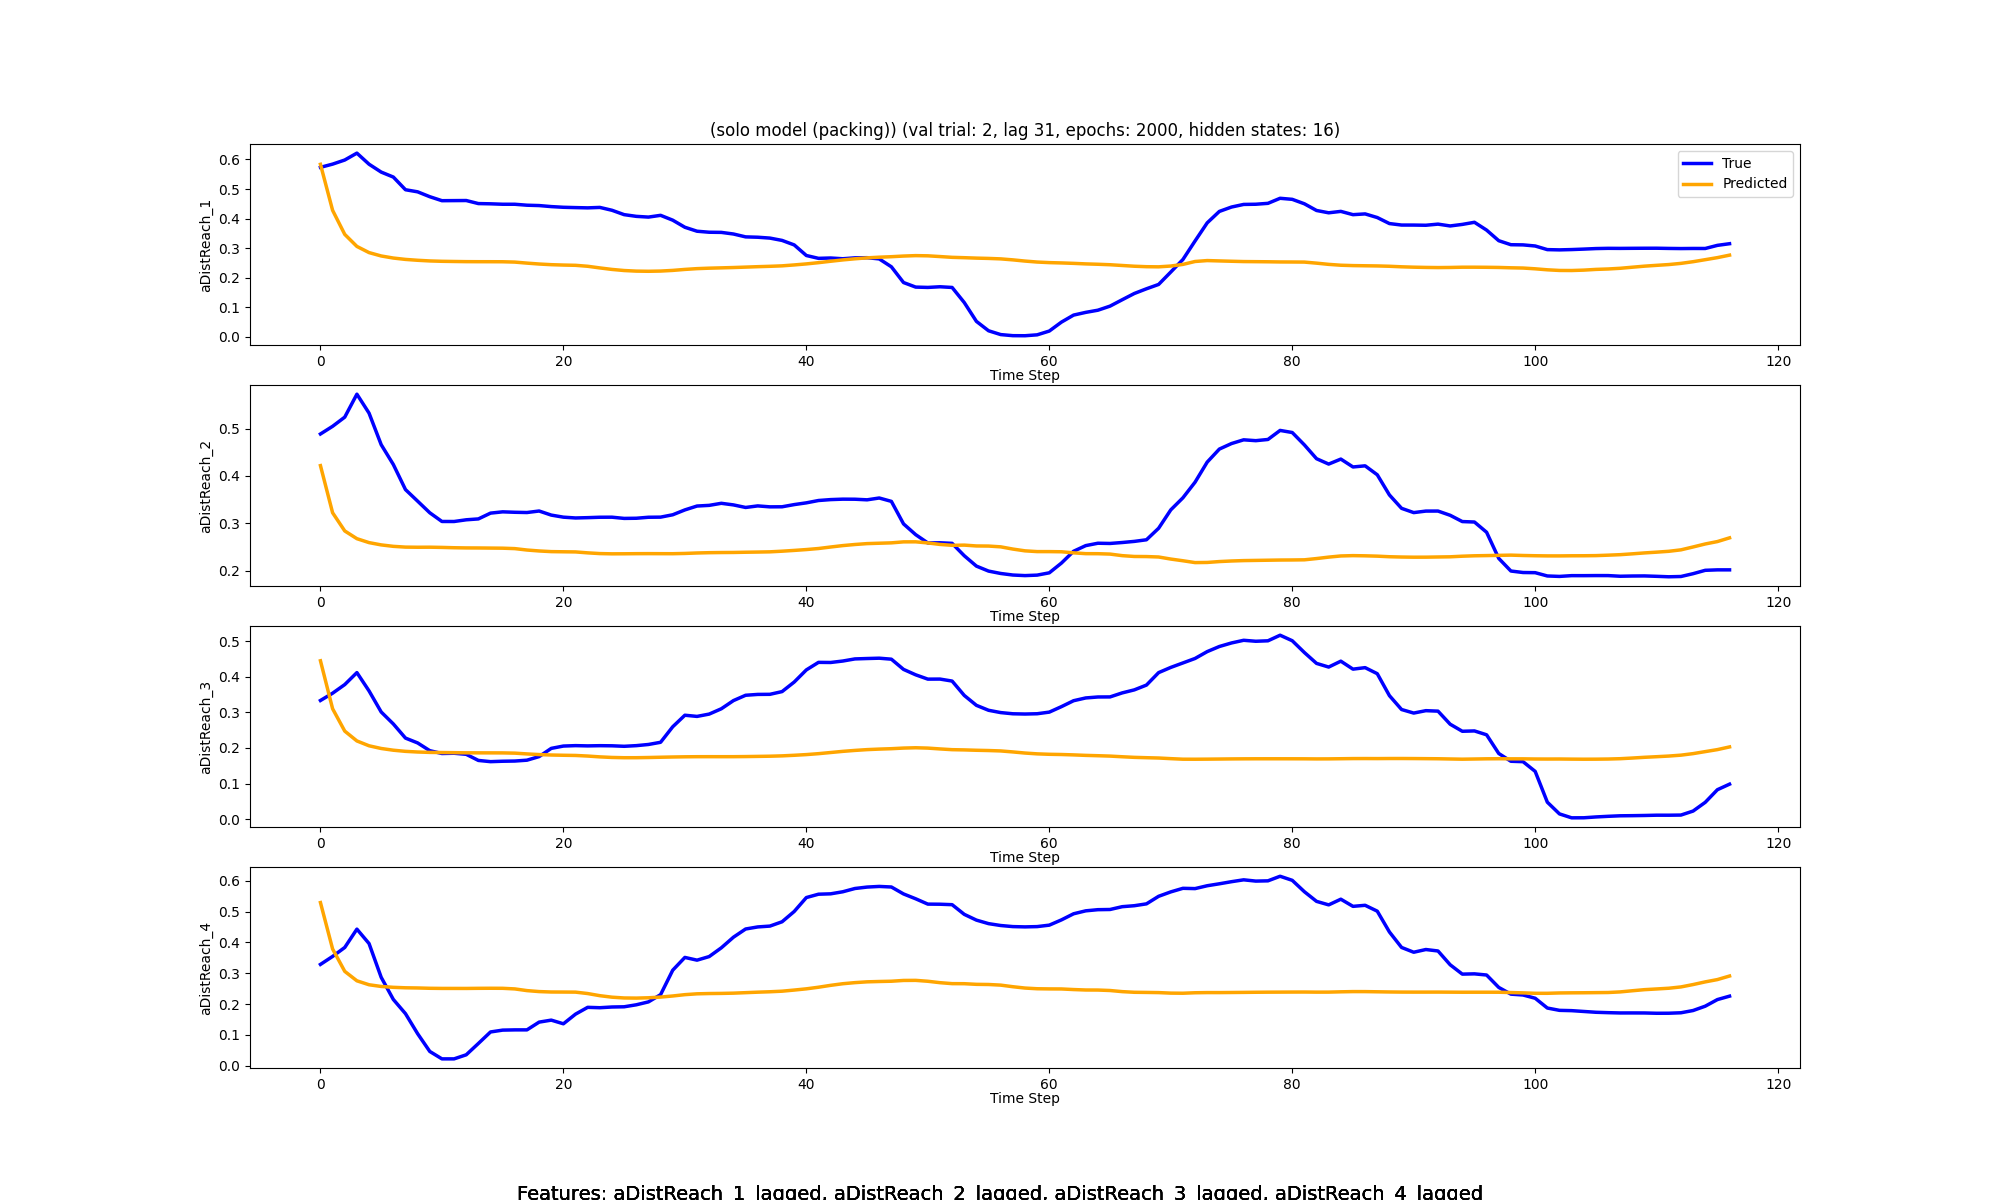 (solo model (packing)) (val trial: 2, lag 31, epochs: 2000, hidden states: 16)
True
Predicted
aDistReach_1
0.6
0.5
0.4
0.3
0.2
0.1
0.0
0 20 40 60 80 100 120
Time Step
aDistReach_2
0.5
0.4
0.3
0.2
0 20 40 60 80 100 120
Time Step
aDistReach_3
0.5
0.4
0.3
0.2
0.1
0.0
0 20 40 60 80 100 120
Time Step
aDistReach_4
0.6
0.5
0.4
0.3
0.2
0.1
0.0
0 20 40 60 80 100 120
Time Step
Features: aDistReach_1_lagged, aDistReach_2_lagged, aDistReach_3_lagged, aDistReach_4_lagged